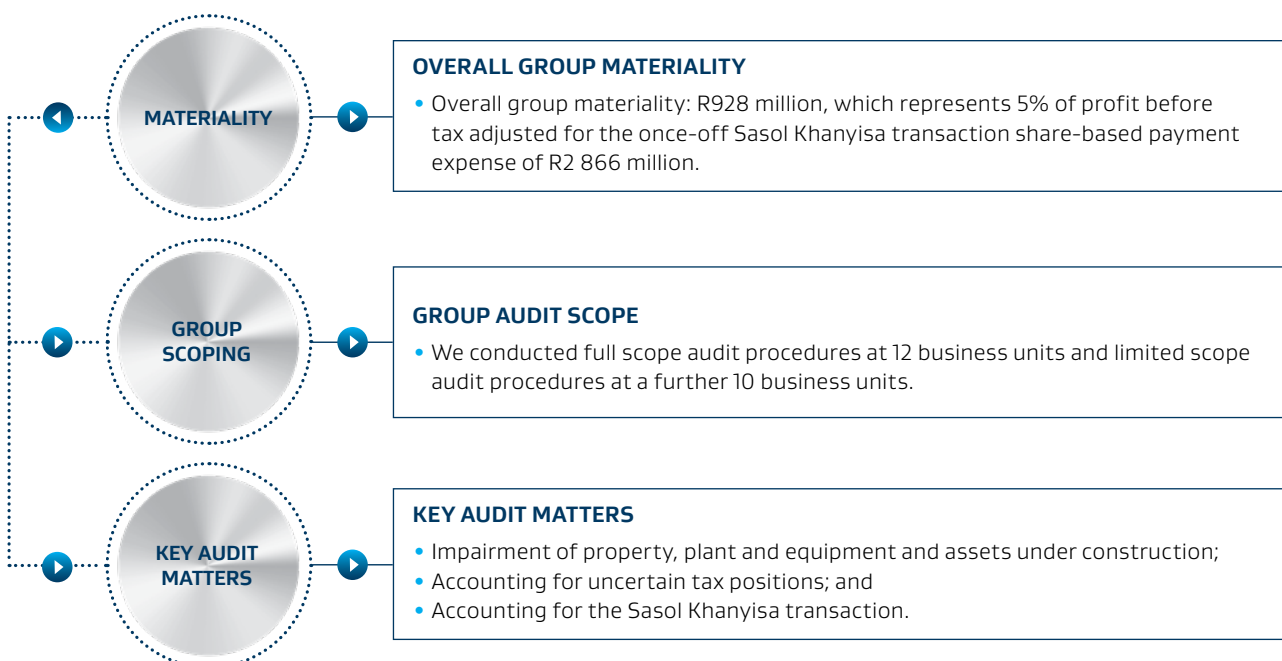 MATERIALITY
OVERALL GROUP MATERIALITY
• Overall group materiality: R928 million, which represents 5% of profit before
tax adjusted for the once-off Sasol Khanyisa transaction share-based payment
expense of R2 866 million.
GROUP
SCOPING
GROUP AUDIT SCOPE
• We conducted full scope audit procedures at 12 business units and limited scope
audit procedures at a further 10 business units.
KEY AUDIT
MATTERS
KEY AUDIT MATTERS
• Impairment of property, plant and equipment and assets under construction;
• Accounting for uncertain tax positions; and
• Accounting for the Sasol Khanyisa transaction.